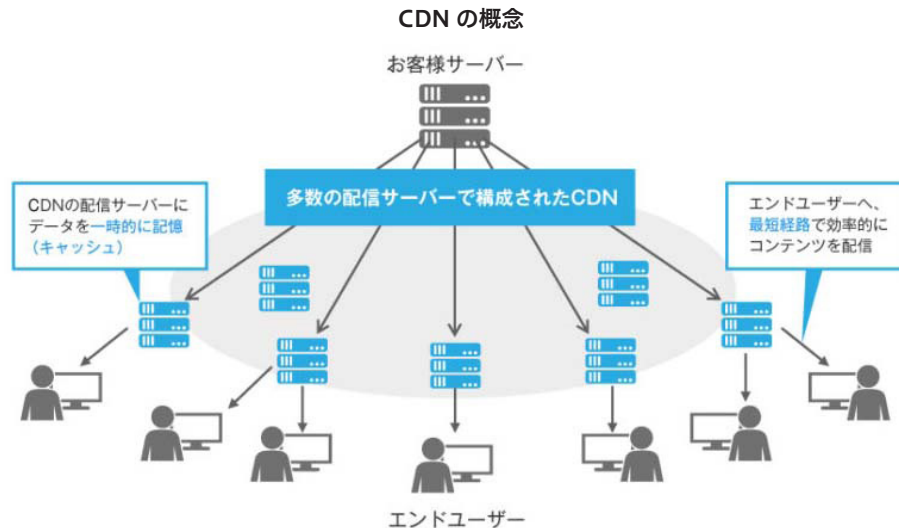 CDN の概念
お客様サーバー
多数の配信サーバーで構成されたCDN
CDNの配信サーバーに
データを一時的に記憶
（キャッシュ）
エンドユーザーへ、
最短経路で効率的に
コンテンツを配信
エンドユーザー